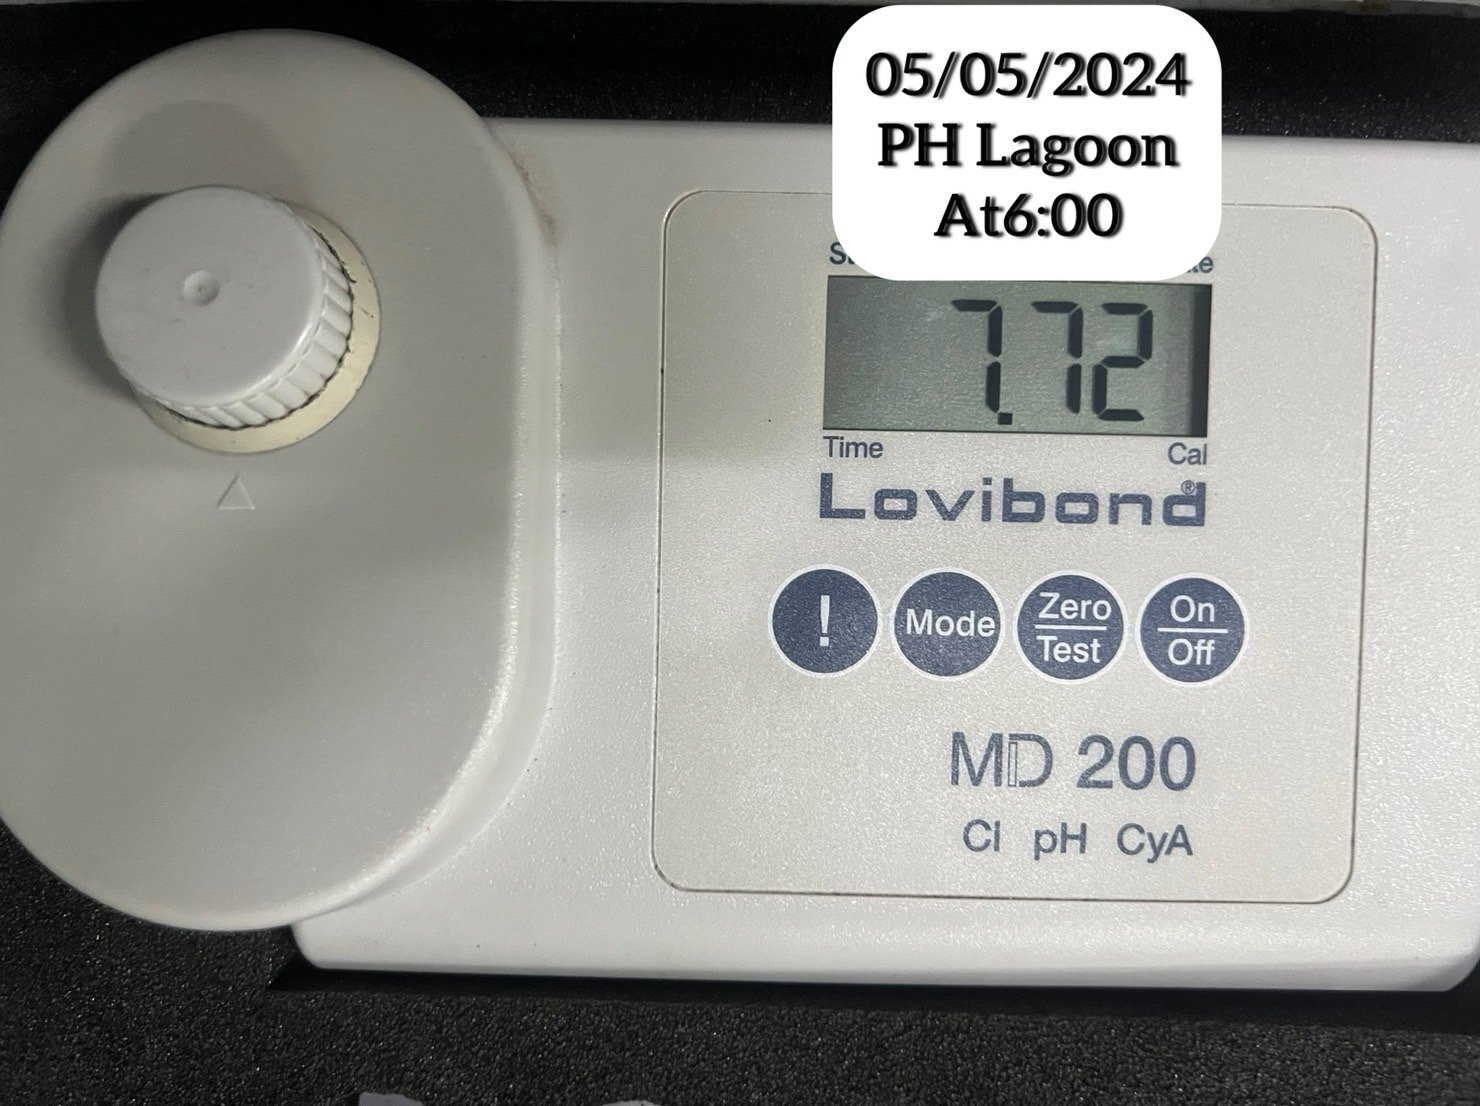 05/05/2024
PH Lagoon
At6:00
7.72
Time Cal
Lovibond®
! Mode Zero Test On Off
MD 200
Cl pH CyA